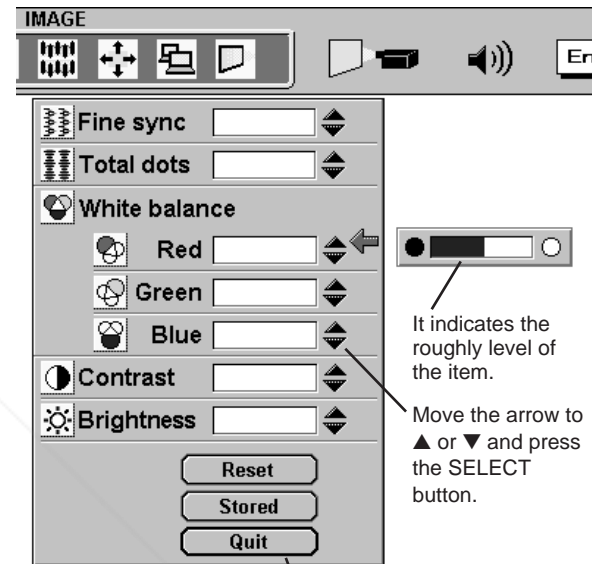 IMAGE
En
Fine sync
Total dots
White balance
Red
Green
Blue
Contrast
Brightness
Reset
Stored
Quit
It indicates the
roughly level of
the item.
Move the arrow to
▲ or ▼ and press
the SELECT
button.